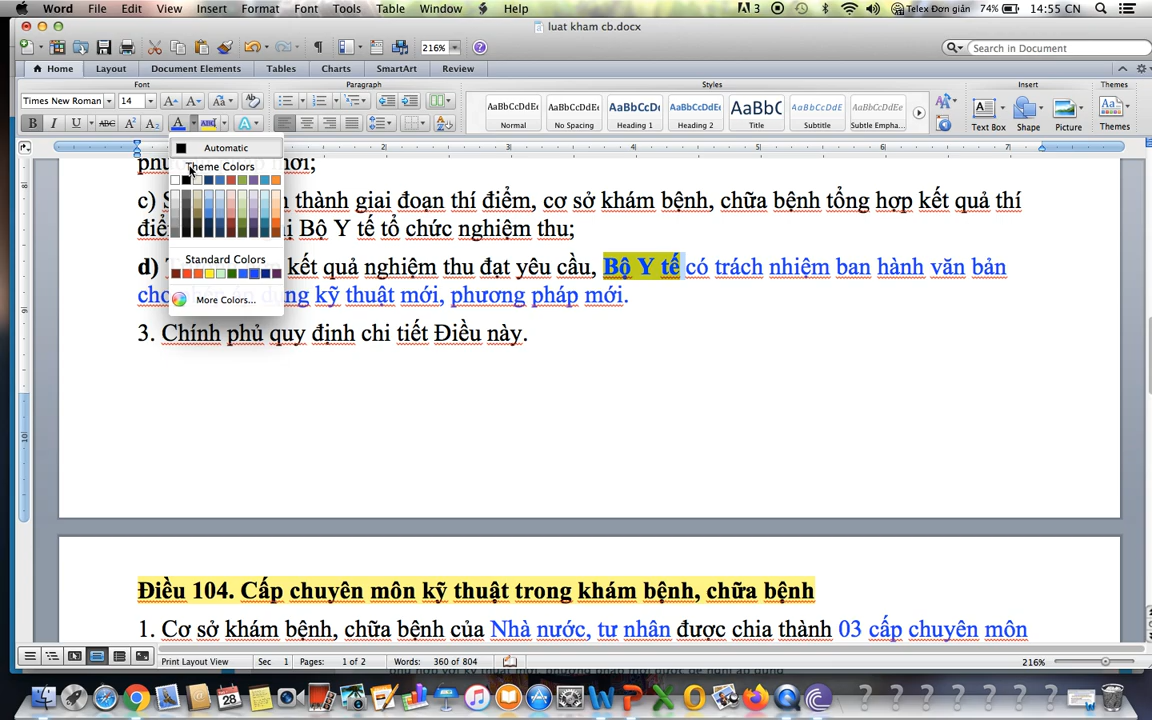 Word File Edit View Insert Format Font Tools Table Window Help
3 Telex Đơn giản 74% 14:55 CN
luat kham cb.docx
216%
Search in Document
Home Layout Document Elements Tables Charts SmartArt Review
Font Paragraph Styles Insert Themes
Times New Roman 14
AaBbCcDdEe AaBbCcDdEe AaBbCcDd AaBbCcDdEe AaBbC AaBbCcDdE AaBbCcDdEe
Normal No Spacing Heading 1 Heading 2 Title Subtitle Subtle Empha...
Text Box Shape Picture Themes
Automatic
Theme Colors
Standard Colors
More Colors...
c) thành giai đoạn thí điểm, cơ sở khám bệnh, chữa bệnh tổng hợp kết quả thí
Bộ Y tế tổ chức nghiệm thu;
d) kết quả nghiệm thu đạt yêu cầu, Bộ Y tế có trách nhiệm ban hành văn bản
kỹ thuật mới, phương pháp mới.
3. Chính phủ quy định chi tiết Điều này.
Điều 104. Cấp chuyên môn kỹ thuật trong khám bệnh, chữa bệnh
1. Cơ sở khám bệnh, chữa bệnh của Nhà nước, tư nhân được chia thành 03 cấp chuyên môn
Print Layout View Sec 1 Pages: 1 of 2 Words: 360 of 804 216%